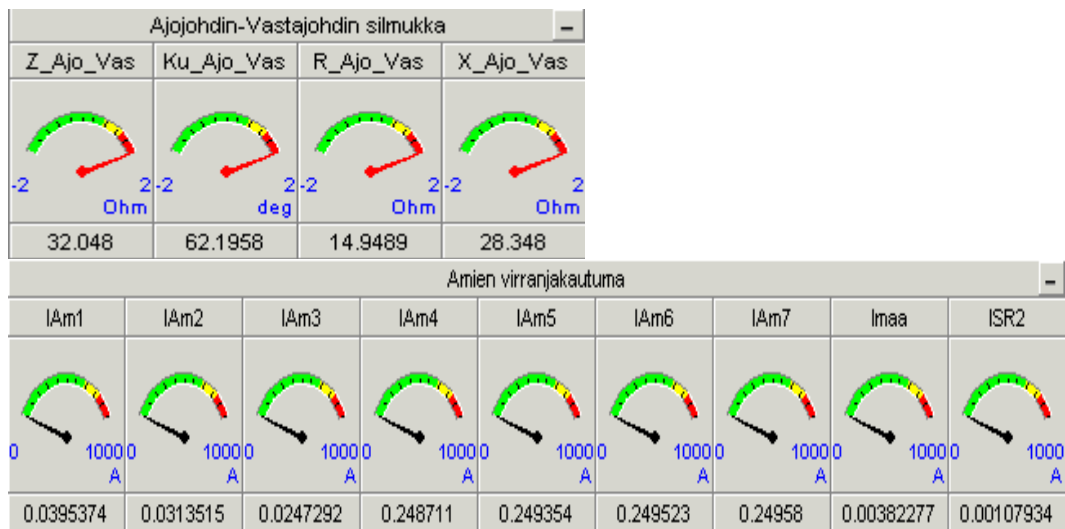 Ajojohdin-Vastajohdin silmukka
Z_Ajo_Vas Ku_Ajo_Vas R_Ajo_Vas X_Ajo_Vas
-2 2 -2 2 -2 2 -2 2
Ohm deg Ohm Ohm
32.048 62.1958 14.9489 28.348
Amien virranjakautuma
IAm1 IAm2 IAm3 IAm4 IAm5 IAm6 IAm7 Imaa ISR2
0 1000 0 1000 0 1000 0 1000 0 1000 0 1000 0 1000 0 1000 0 1000
A A A A A A A A A
0.0395374 0.0313515 0.0247292 0.248711 0.249354 0.249523 0.24958 0.00382277 0.00107934